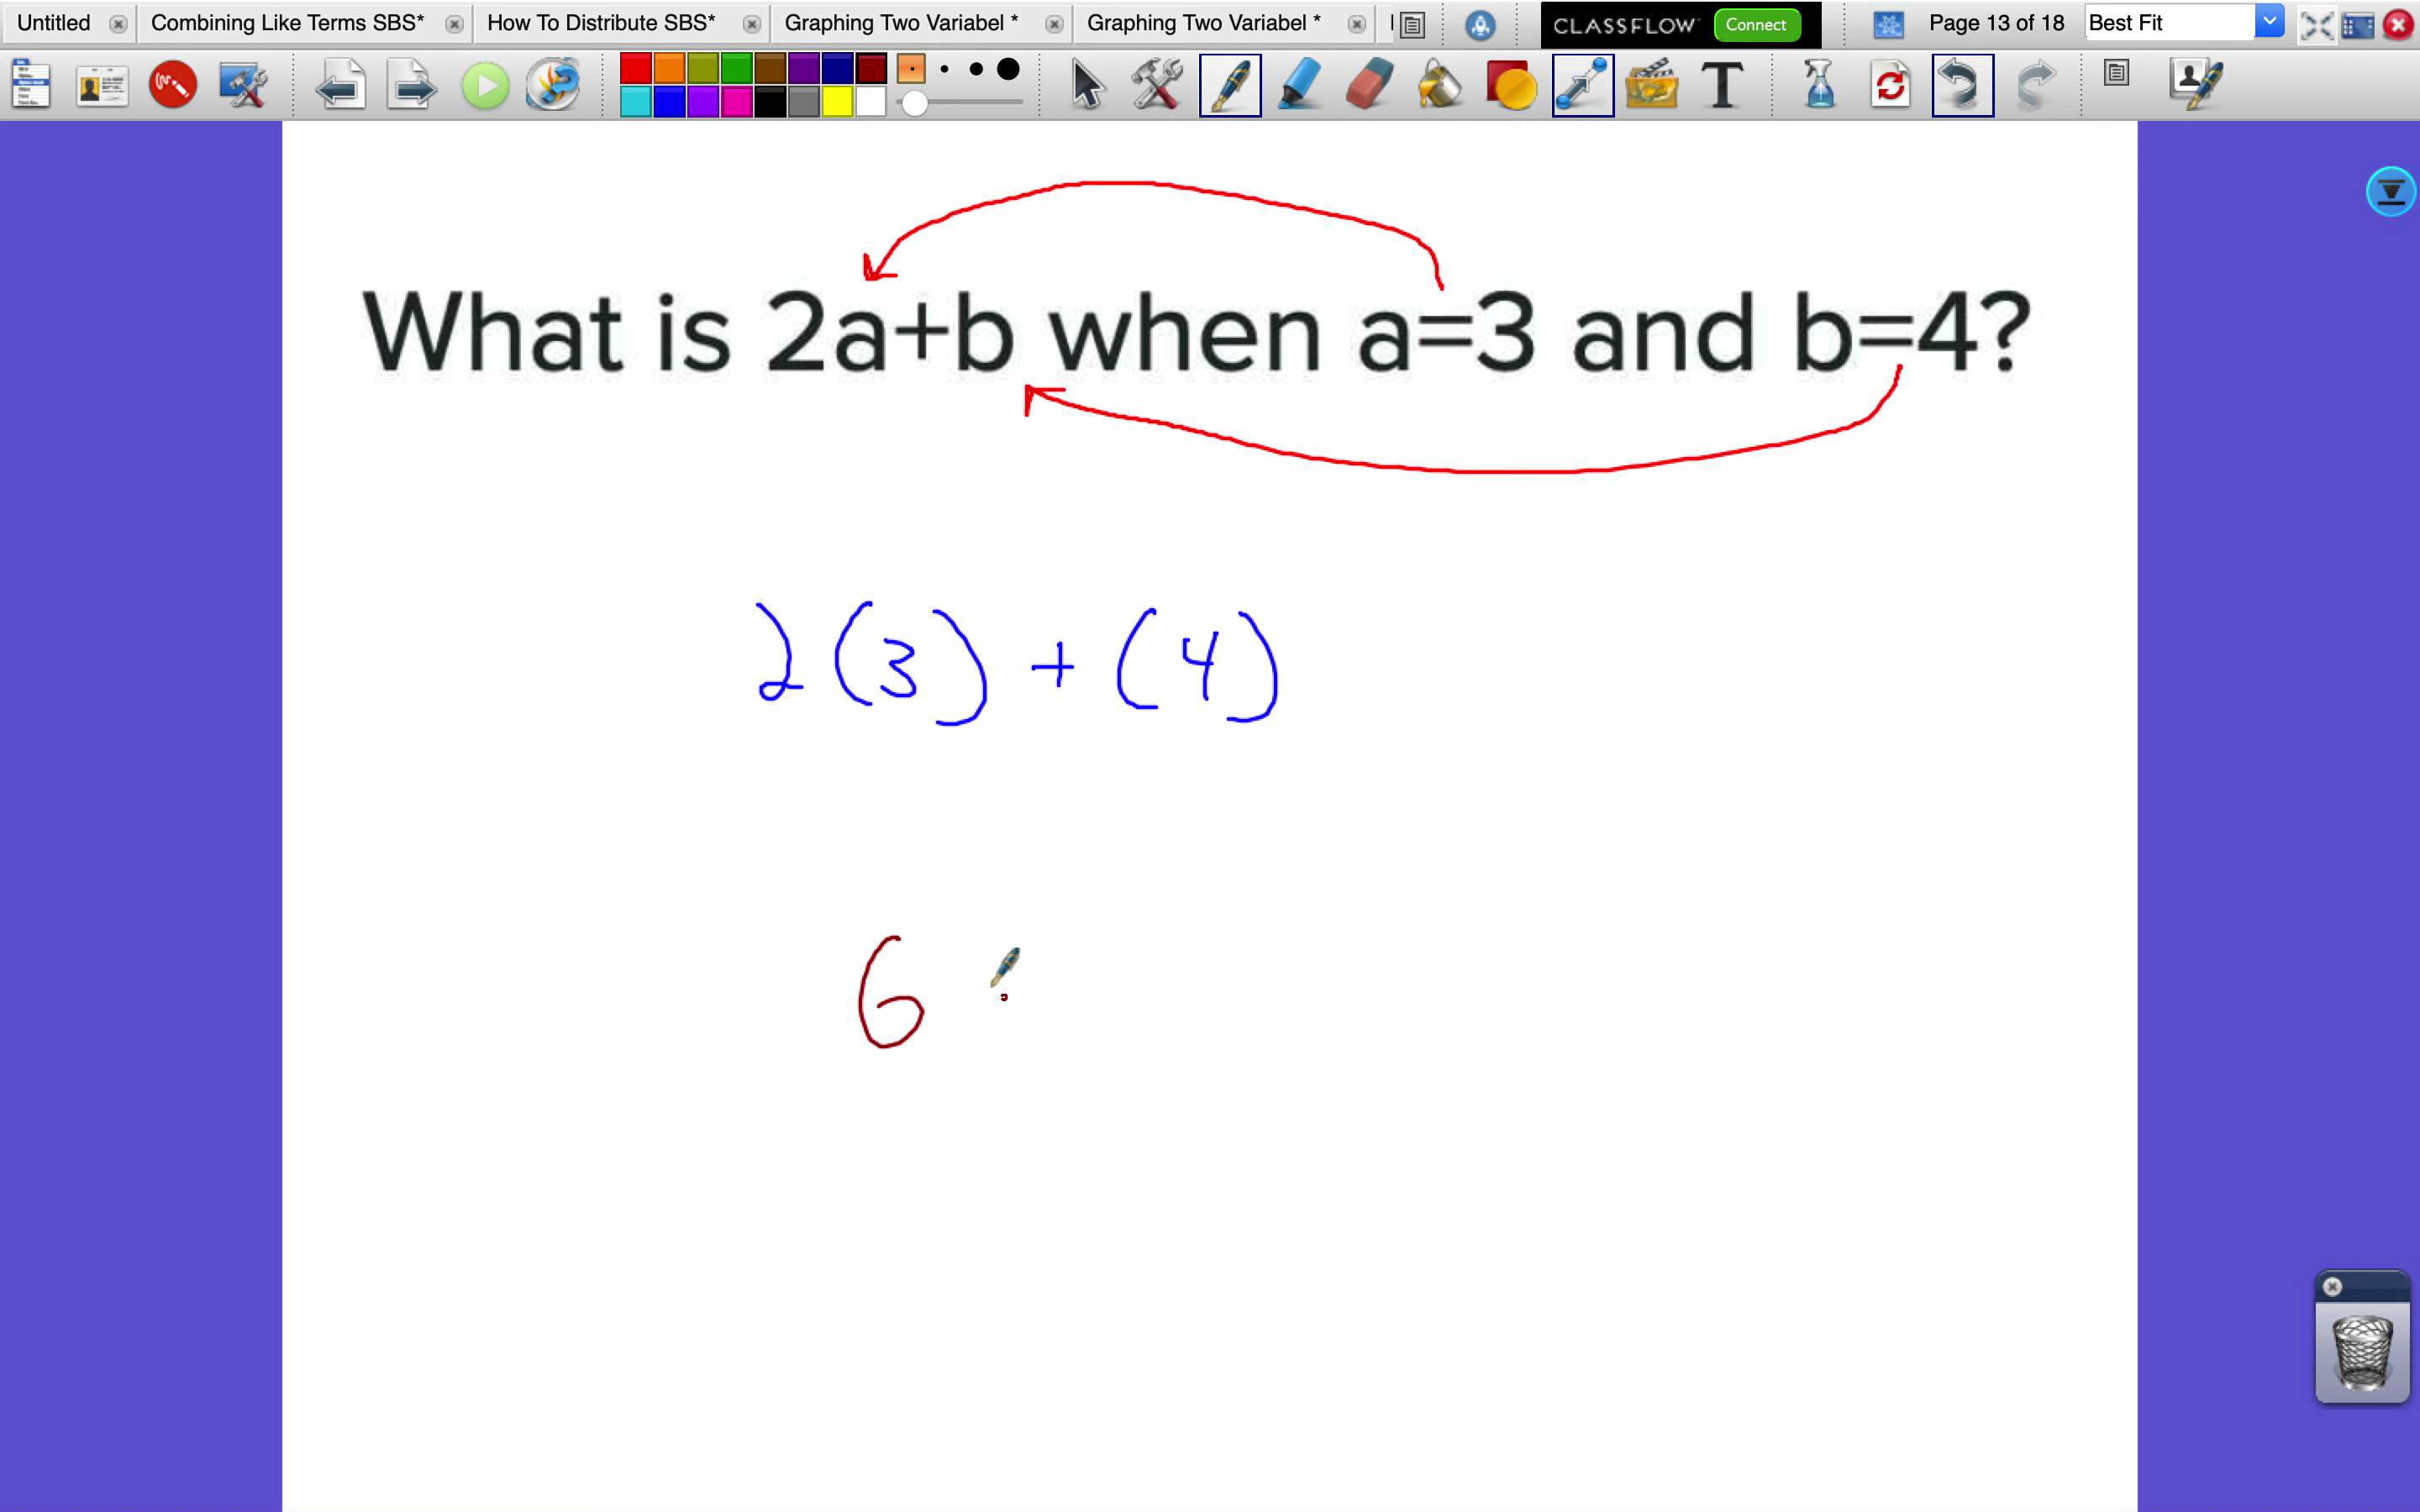 Untitled Combining Like Terms SBS* How To Distribute SBS* Graphing Two Variabel * Graphing Two Variabel * CLASSFLOW Connect Page 13 of 18 Best Fit
T
What is 2a+b when a=3 and b=4?
2(3) + (4)
6